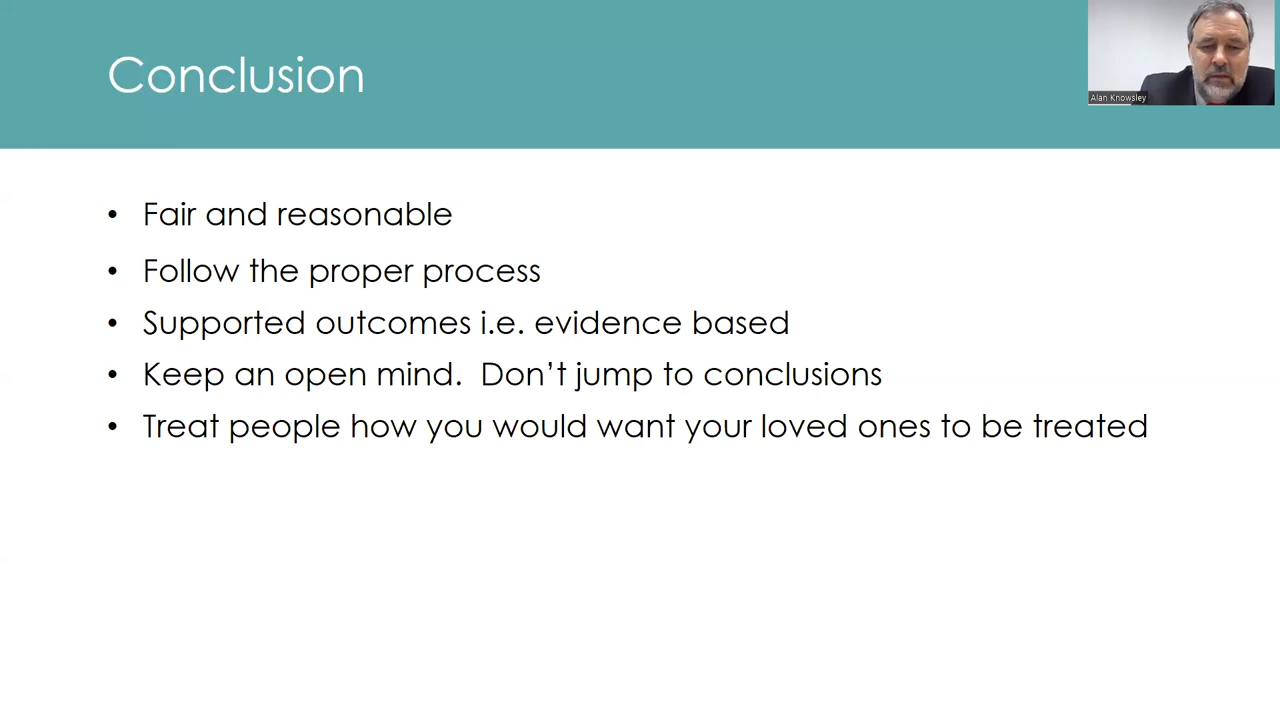 Conclusion
Alan Knowsley
• Fair and reasonable
• Follow the proper process
• Supported outcomes i.e. evidence based
• Keep an open mind.  Don’t jump to conclusions
• Treat people how you would want your loved ones to be treated